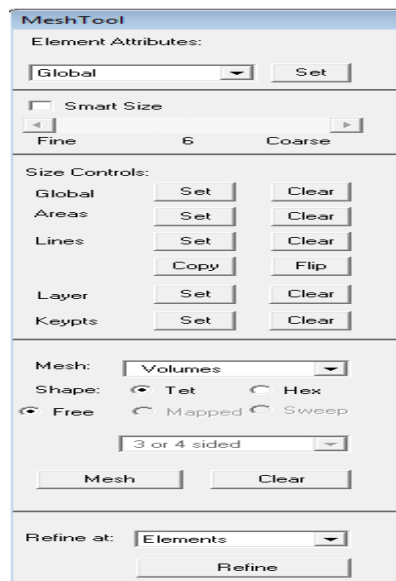 MeshTool
Element Attributes:
Global Set
Smart Size
Fine 6 Coarse
Size Controls:
Global Set Clear
Areas Set Clear
Lines Set Clear
Copy Flip
Layer Set Clear
Keypts Set Clear
Mesh: Volumes
Shape: Tet Hex
Free Mapped Sweep
3 or 4 sided
Mesh Clear
Refine at: Elements
Refine